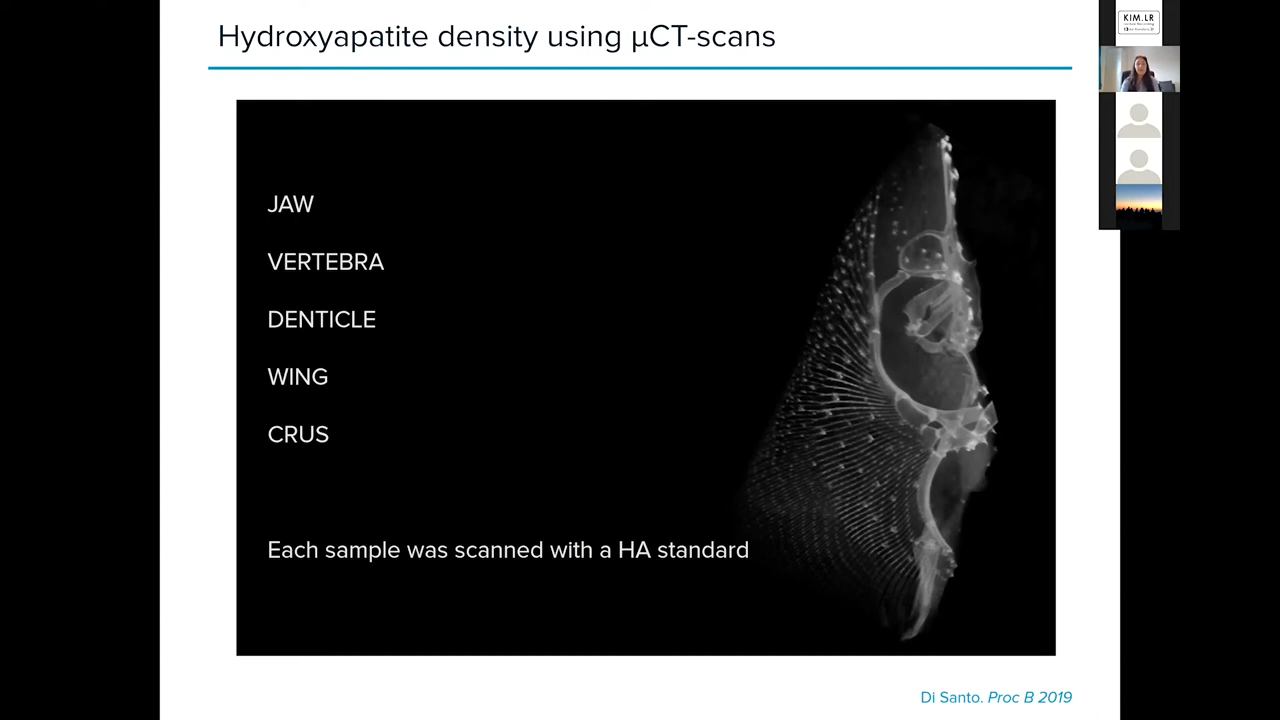 Hydroxyapatite density using µCT-scans
KIM.LR
JAW
VERTEBRA
DENTICLE
WING
CRUS
Each sample was scanned with a HA standard
Di Santo. Proc B 2019